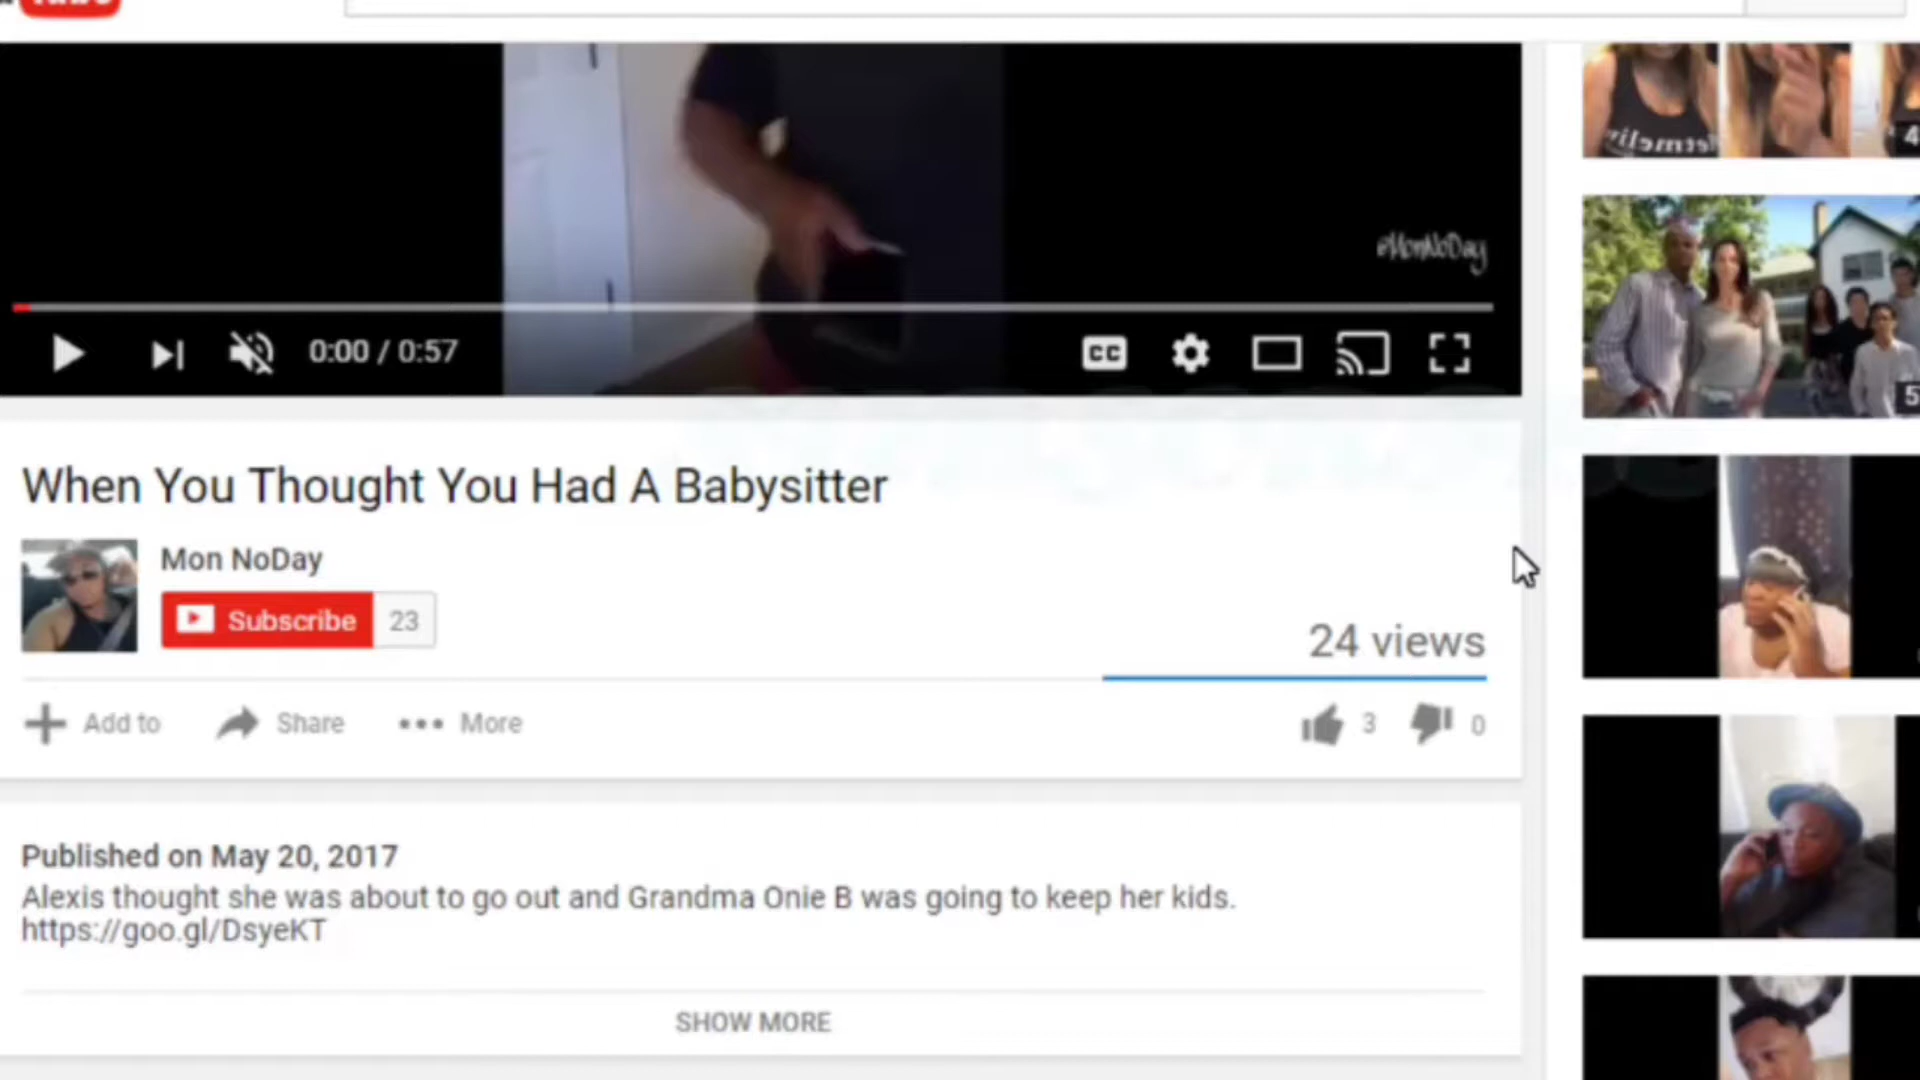 @MonNoDay
0:00 / 0:57
CC
When You Thought You Had A Babysitter
Mon NoDay
Subscribe 23
24 views
Add to Share More 3 0
Published on May 20, 2017
Alexis thought she was about to go out and Grandma Onie B was going to keep her kids.
https://goo.gl/DsyeKT
SHOW MORE